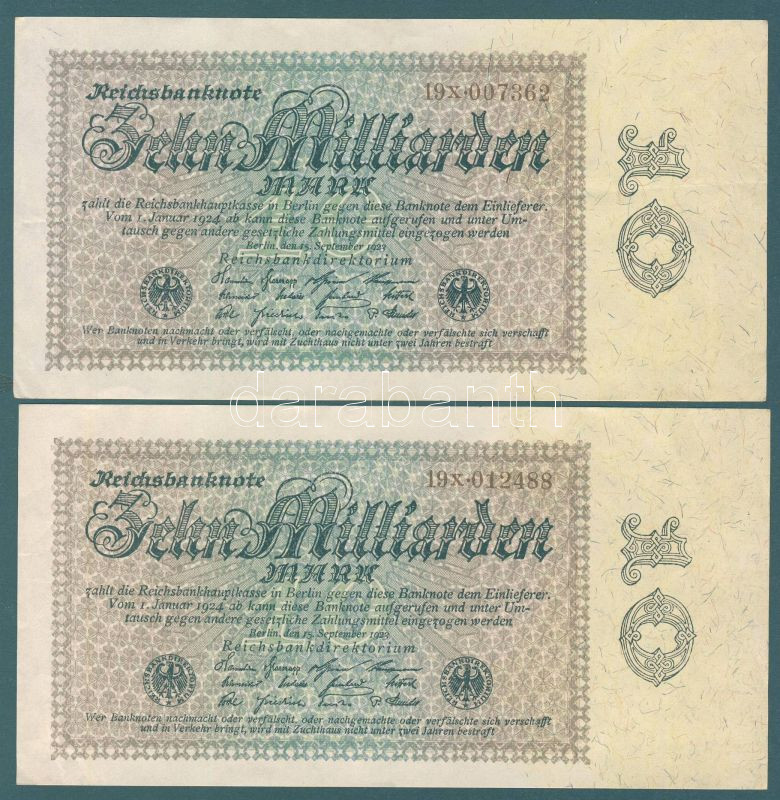 Reichsbanknote
19X·007362
Zehn Milliarden
MARK
zahlt die Reichsbankhauptkasse in Berlin gegen diese Banknote dem Einlieferer.
Vom 1. Januar 1924 ab kann diese Banknote aufgerufen und unter Um-
tausch gegen andere gesetzliche Zahlungsmittel eingezogen werden
Berlin, den 15. September 1923
Reichsbankdirektorium
REICHSBANKDIREKTORIUM
REICHSBANKDIREKTORIUM
Wer Banknoten nachmacht oder verfälscht, oder nachgemachte oder verfälschte sich verschafft
und in Verkehr bringt, wird mit Zuchthaus nicht unter zwei Jahren bestraft
10
darabanth
Reichsbanknote
19X·012488
Zehn Milliarden
MARK
zahlt die Reichsbankhauptkasse in Berlin gegen diese Banknote dem Einlieferer.
Vom 1. Januar 1924 ab kann diese Banknote aufgerufen und unter Um-
tausch gegen andere gesetzliche Zahlungsmittel eingezogen werden
Berlin, den 15. September 1923
Reichsbankdirektorium
REICHSBANKDIREKTORIUM
REICHSBANKDIREKTORIUM
Wer Banknoten nachmacht oder verfälscht, oder nachgemachte oder verfälschte sich verschafft
und in Verkehr bringt, wird mit Zuchthaus nicht unter zwei Jahren bestraft
10